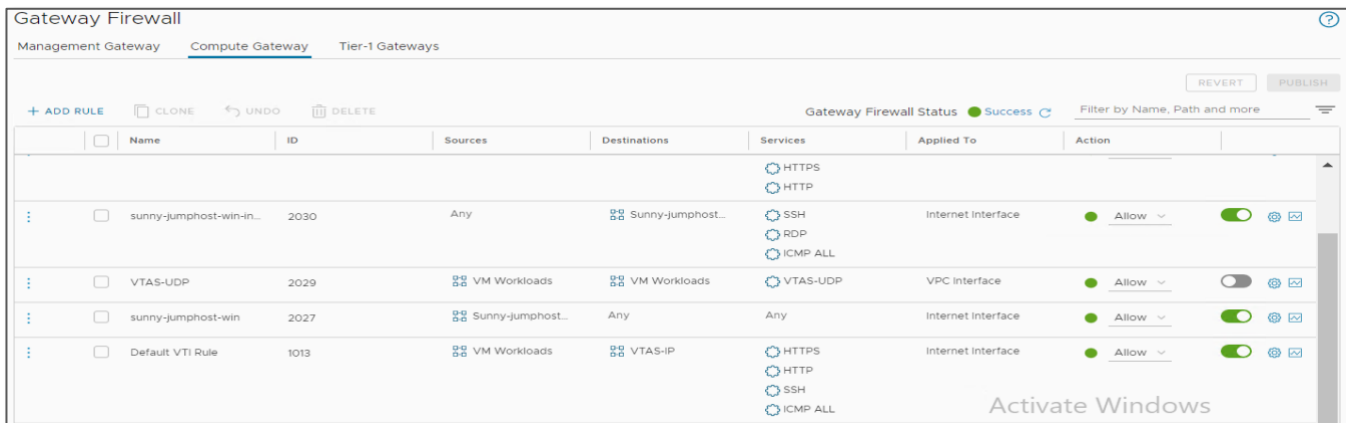 Gateway Firewall
Management Gateway Compute Gateway Tier-1 Gateways
REVERT PUBLISH
+ ADD RULE CLONE UNDO DELETE Gateway Firewall Status Success Filter by Name, Path and more
Name ID Sources Destinations Services Applied To Action
HTTPS
HTTP
sunny-jumphost-win-in... 2030 Any Sunny-jumphost... SSH Internet Interface Allow
RDP
ICMP ALL
VTAS-UDP 2029 VM Workloads VM Workloads VTAS-UDP VPC Interface Allow
sunny-jumphost-win 2027 Sunny-jumphost... Any Any Internet Interface Allow
Default VTI Rule 1013 VM Workloads VTAS-IP HTTPS Internet Interface Allow
HTTP
SSH
ICMP ALL
Activate Windows